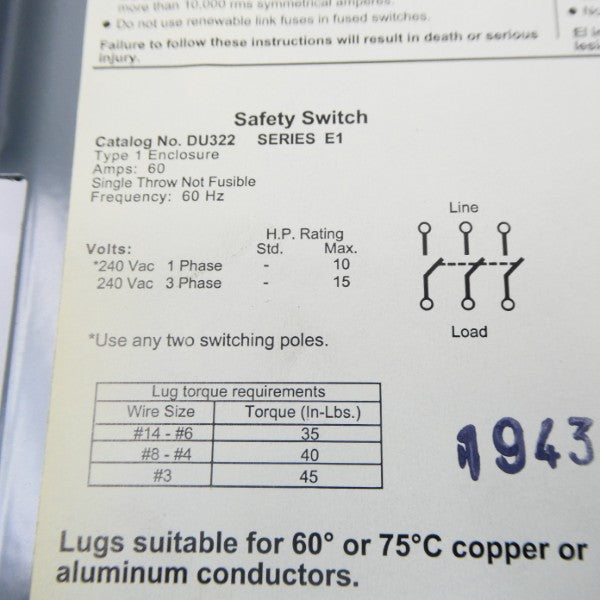 more than 10,000 rms symmetrical amperes.
• Do not use renewable link fuses in fused switches.
Failure to follow these instructions will result in death or serious
injury.
• No
El
Safety Switch
Catalog No. DU322 SERIES E1
Type 1 Enclosure
Amps: 60
Single Throw Not Fusible
Frequency: 60 Hz
H.P. Rating
Volts: Std. Max.
*240 Vac 1 Phase - 10
240 Vac 3 Phase - 15
*Use any two switching poles.
Line
Load
Lug torque requirements
Wire Size Torque (In-Lbs.)
#14 - #6 35
#8 - #4 40
#3 45
1943
Lugs suitable for 60° or 75°C copper or
aluminum conductors.